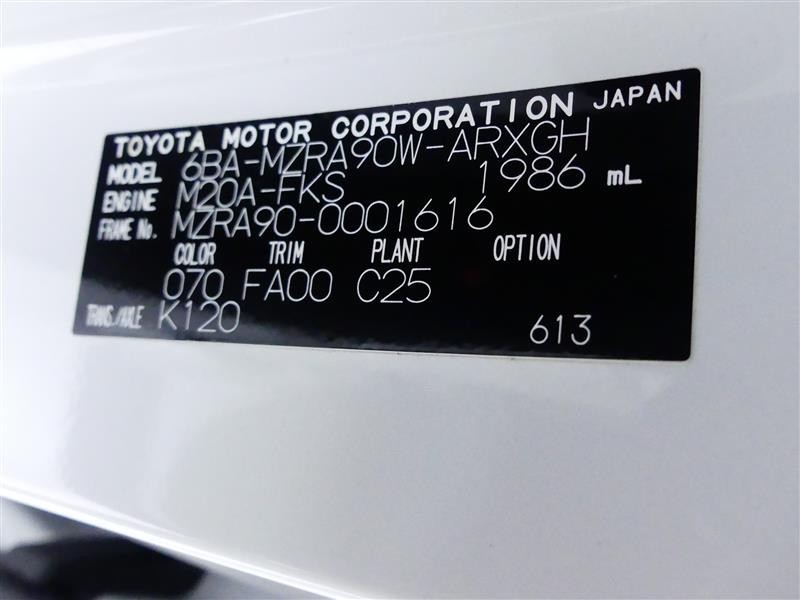 TOYOTA MOTOR CORPORATION JAPAN
MODEL 6BA-MZRA90W-ARXGH
ENGINE M20A-FKS 1986 mL
FRAME No. MZRA90-0001616
COLOR TRIM PLANT OPTION
070 FA00 C25
TRANS./AXLE K120 613